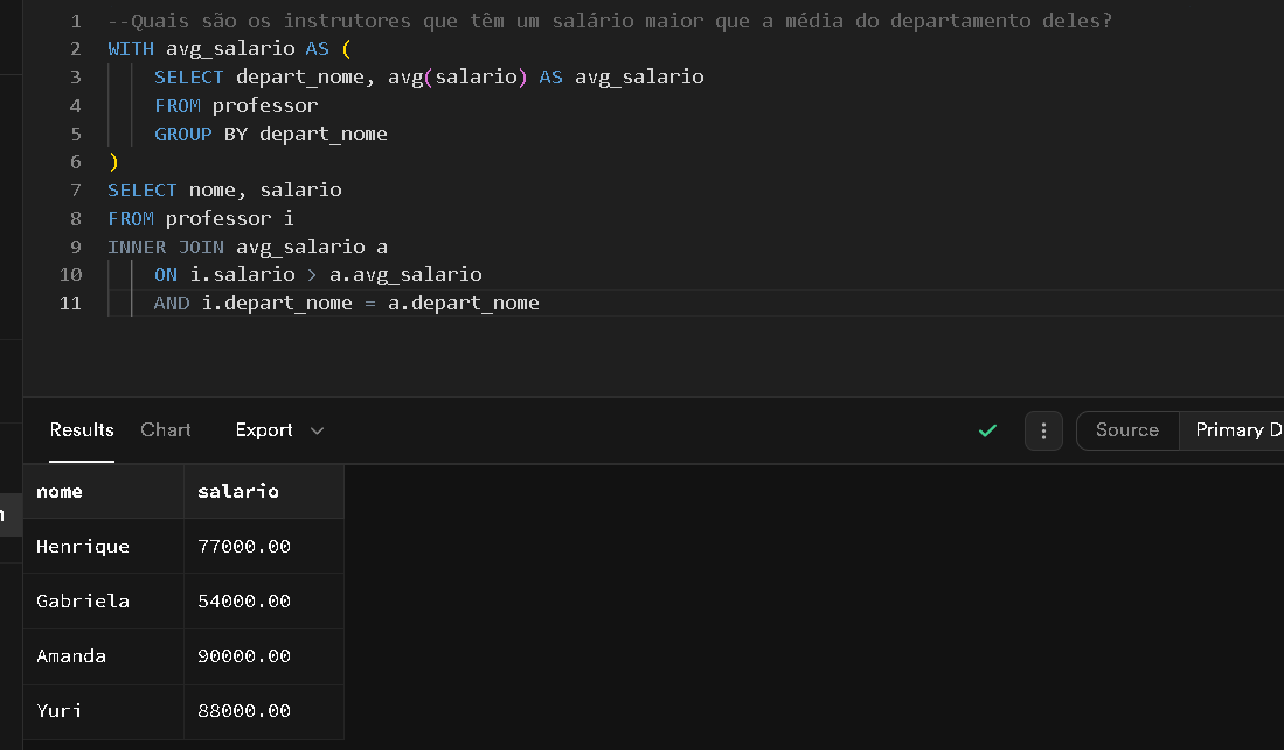 1 --Quais são os instrutores que têm um salário maior que a média do departamento deles?
2 WITH avg_salario AS (
3 SELECT depart_nome, avg(salario) AS avg_salario
4 FROM professor
5 GROUP BY depart_nome
6 )
7 SELECT nome, salario
8 FROM professor i
9 INNER JOIN avg_salario a
10 ON i.salario > a.avg_salario
11 AND i.depart_nome = a.depart_nome
Results Chart Export Source Primary D
nome salario
Henrique 77000.00
Gabriela 54000.00
Amanda 90000.00
Yuri 88000.00